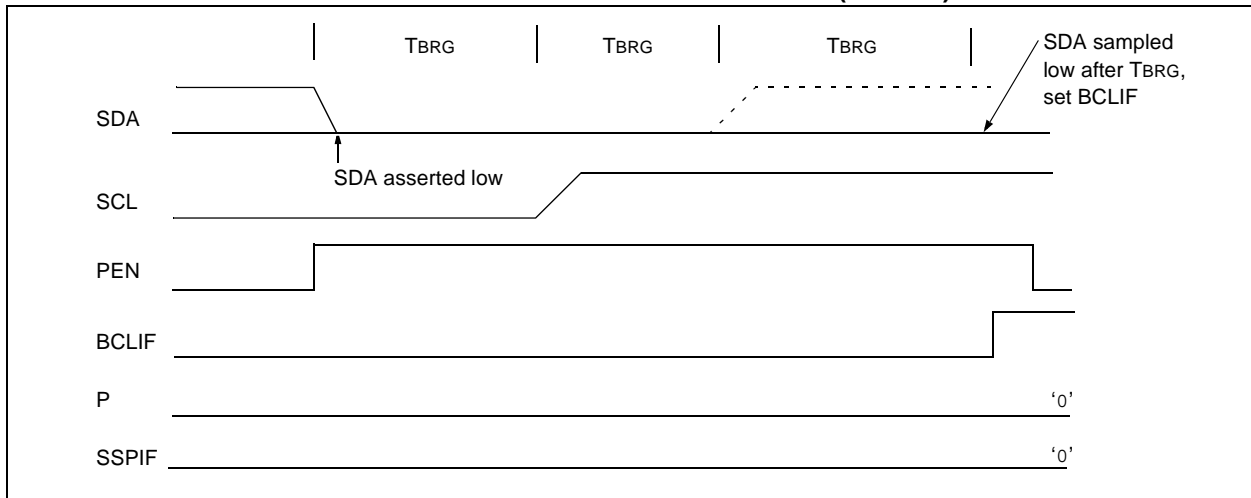 TBRG TBRG TBRG
SDA sampled
low after TBRG,
set BCLIF
SDA
SDA asserted low
SCL
PEN
BCLIF
P
'0'
SSPIF
'0'